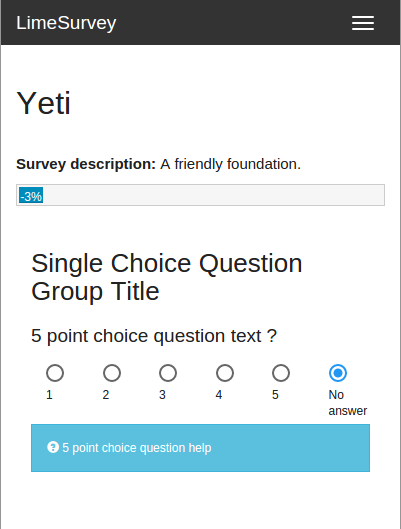 LimeSurvey
Yeti
Survey description: A friendly foundation.
-3%
Single Choice Question
Group Title
5 point choice question text ?
1 2 3 4 5 No
answer
5 point choice question help